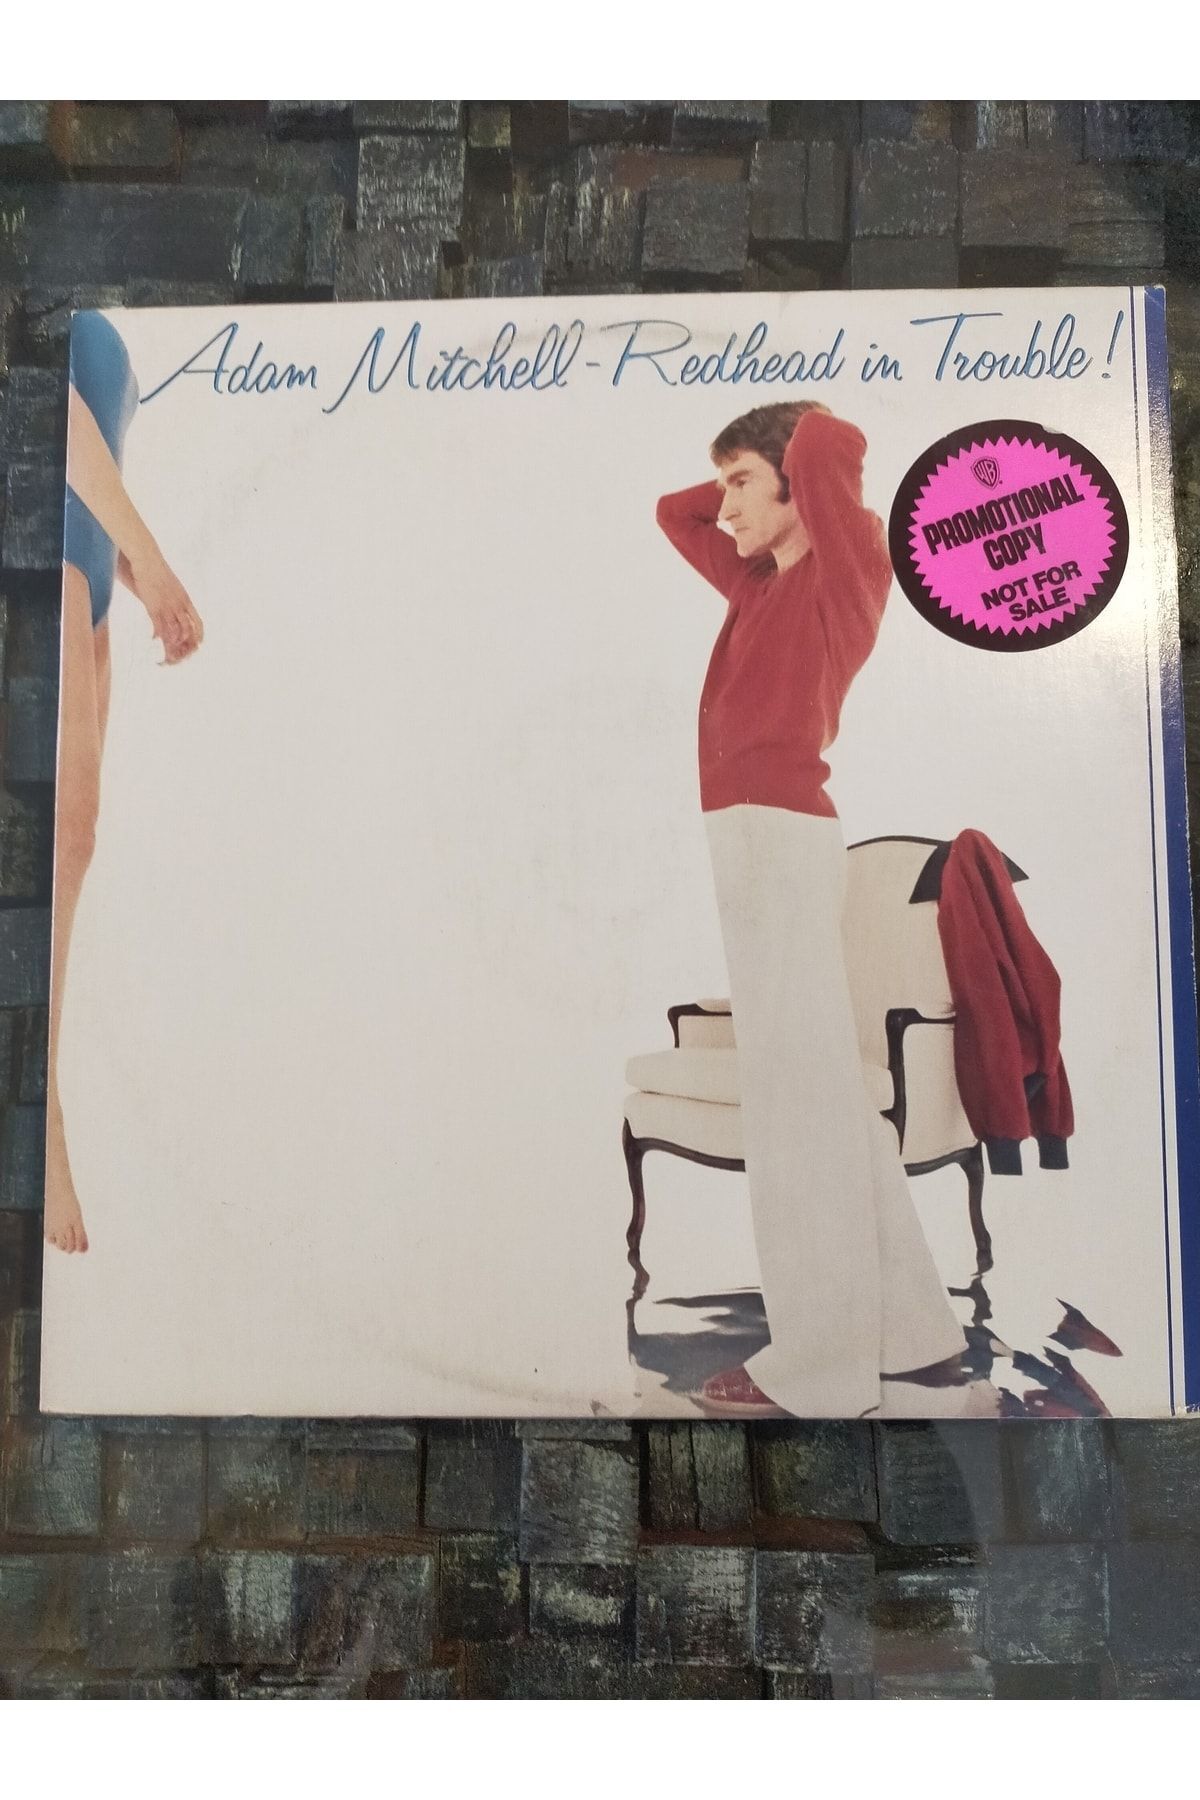 Adam Mitchell - Redhead in Trouble!
WB
PROMOTIONAL
COPY
NOT FOR
SALE